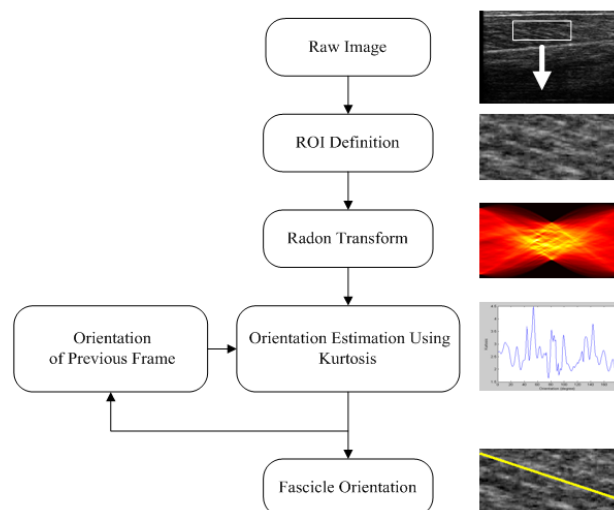 Raw Image
ROI Definition
Radon Transform
Orientation
of Previous Frame
Orientation Estimation Using
Kurtosis
Fascicle Orientation